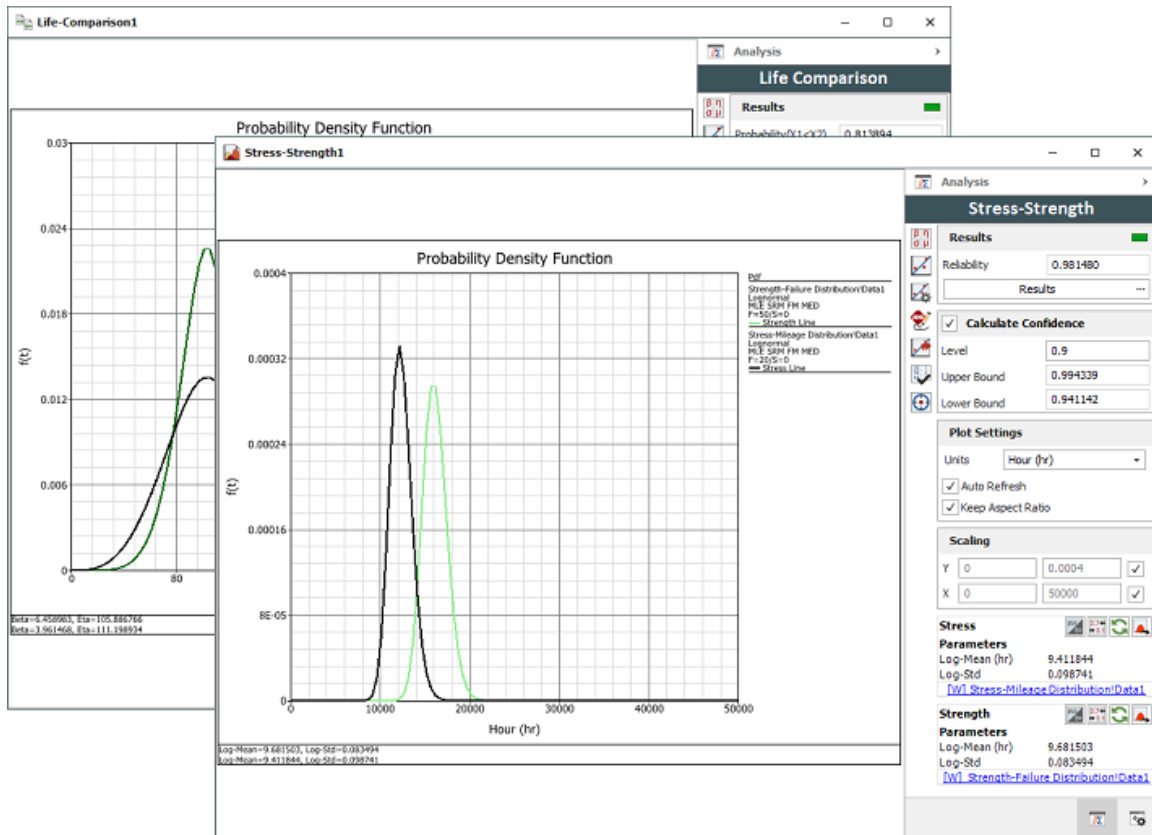 Life-Comparison1
Analysis
Life Comparison
Results
Probability(X1<X2) 0.813894
Probability Density Function
0.03
0.024
0.018
0.012
0.006
0
f(t)
0 80
Beta=6.458983, Eta=105.886766
Beta=3.961468, Eta=111.198934
Stress-Strength1
Probability Density Function
0.0004
0.00032
0.00024
0.00016
8E-05
0
f(t)
0 10000 20000 30000 40000 50000
Hour (hr)
Pdf
Strength-Failure Distribution!Data1
Lognormal
MLE SRM FM MED
F=50/S=0
Strength Line
Stress-Mileage Distribution!Data1
Lognormal
MLE SRM FM MED
F=20/S=0
Stress Line
Log-Mean=9.681503, Log-Std=0.083494
Log-Mean=9.411844, Log-Std=0.098741
Analysis
Stress-Strength
Results
Reliability 0.981480
Results ...
Calculate Confidence
Level 0.9
Upper Bound 0.994339
Lower Bound 0.941142
Plot Settings
Units Hour (hr)
Auto Refresh
Keep Aspect Ratio
Scaling
Y 0 0.0004
X 0 50000
Stress
Parameters
Log-Mean (hr) 9.411844
Log-Std 0.098741
[W] Stress-Mileage Distribution!Data1
Strength
Parameters
Log-Mean (hr) 9.681503
Log-Std 0.083494
[W] Strength-Failure Distribution!Data1